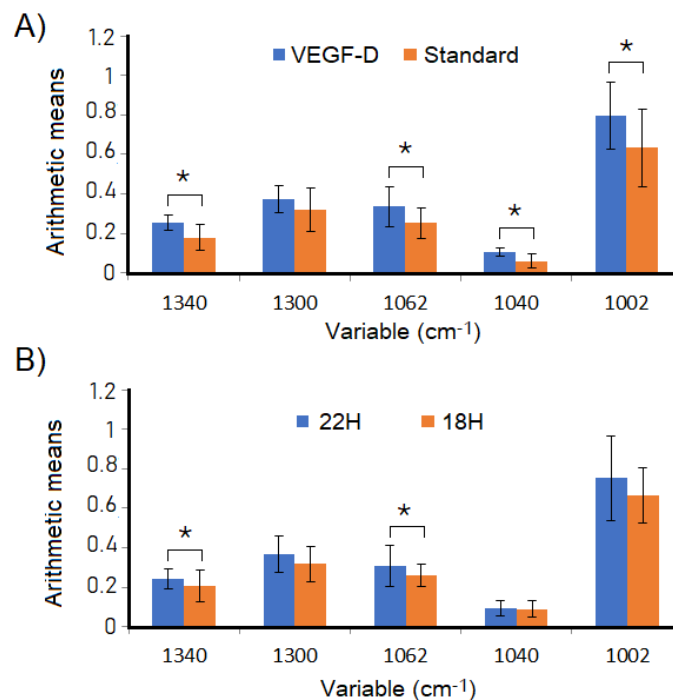 A)
1.2
1
0.8
0.6
0.4
0.2
0
Arithmetic means
VEGF-D Standard
*
*
*
*
1340 1300 1062 1040 1002
Variable (cm-1)
B)
1.2
1
0.8
0.6
0.4
0.2
0
Arithmetic means
22H 18H
*
*
1340 1300 1062 1040 1002
Variable (cm-1)